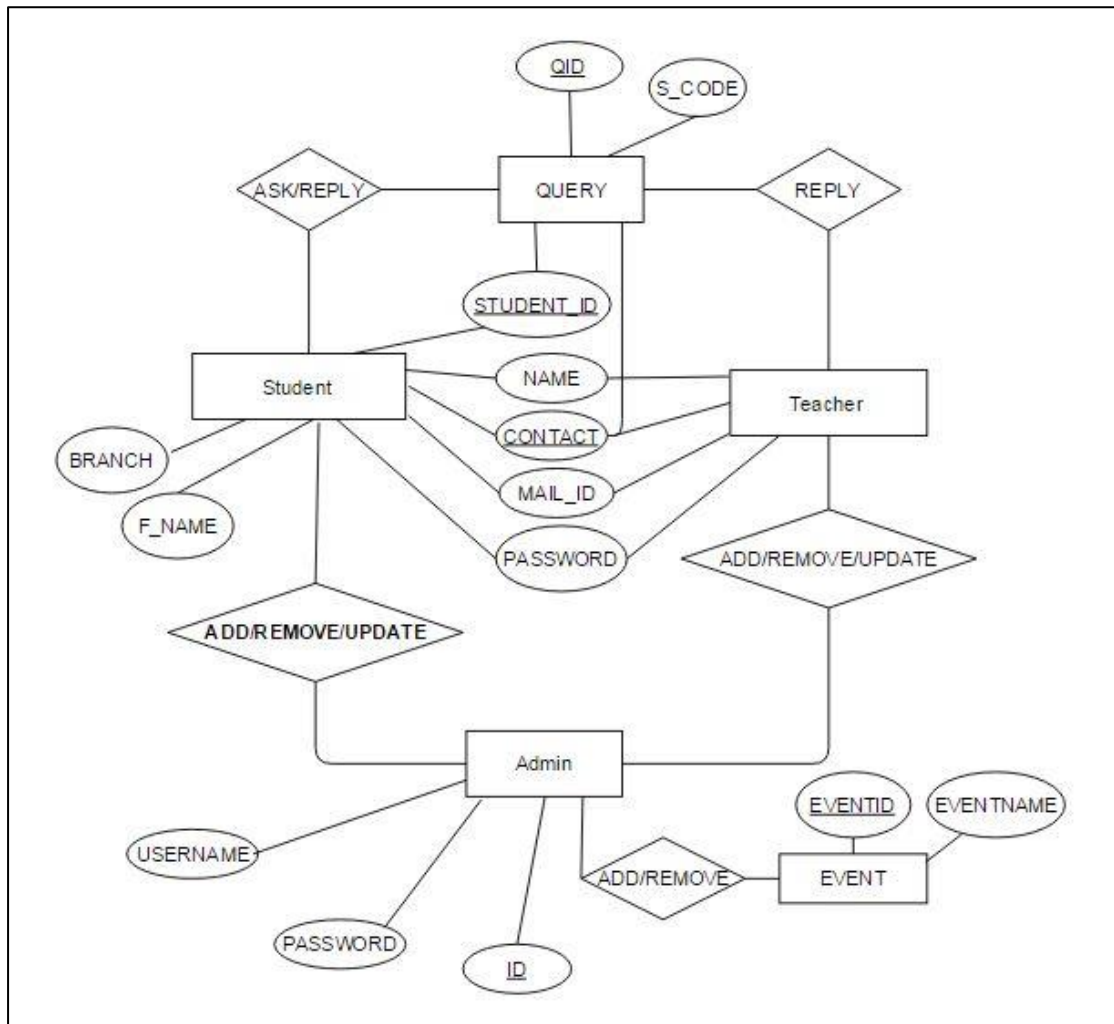 QID
S_CODE
ASK/REPLY
QUERY
REPLY
STUDENT_ID
Student
NAME
Teacher
CONTACT
BRANCH
MAIL_ID
F_NAME
PASSWORD
ADD/REMOVE/UPDATE
ADD/REMOVE/UPDATE
Admin
EVENTID
EVENTNAME
USERNAME
ADD/REMOVE
EVENT
PASSWORD
ID